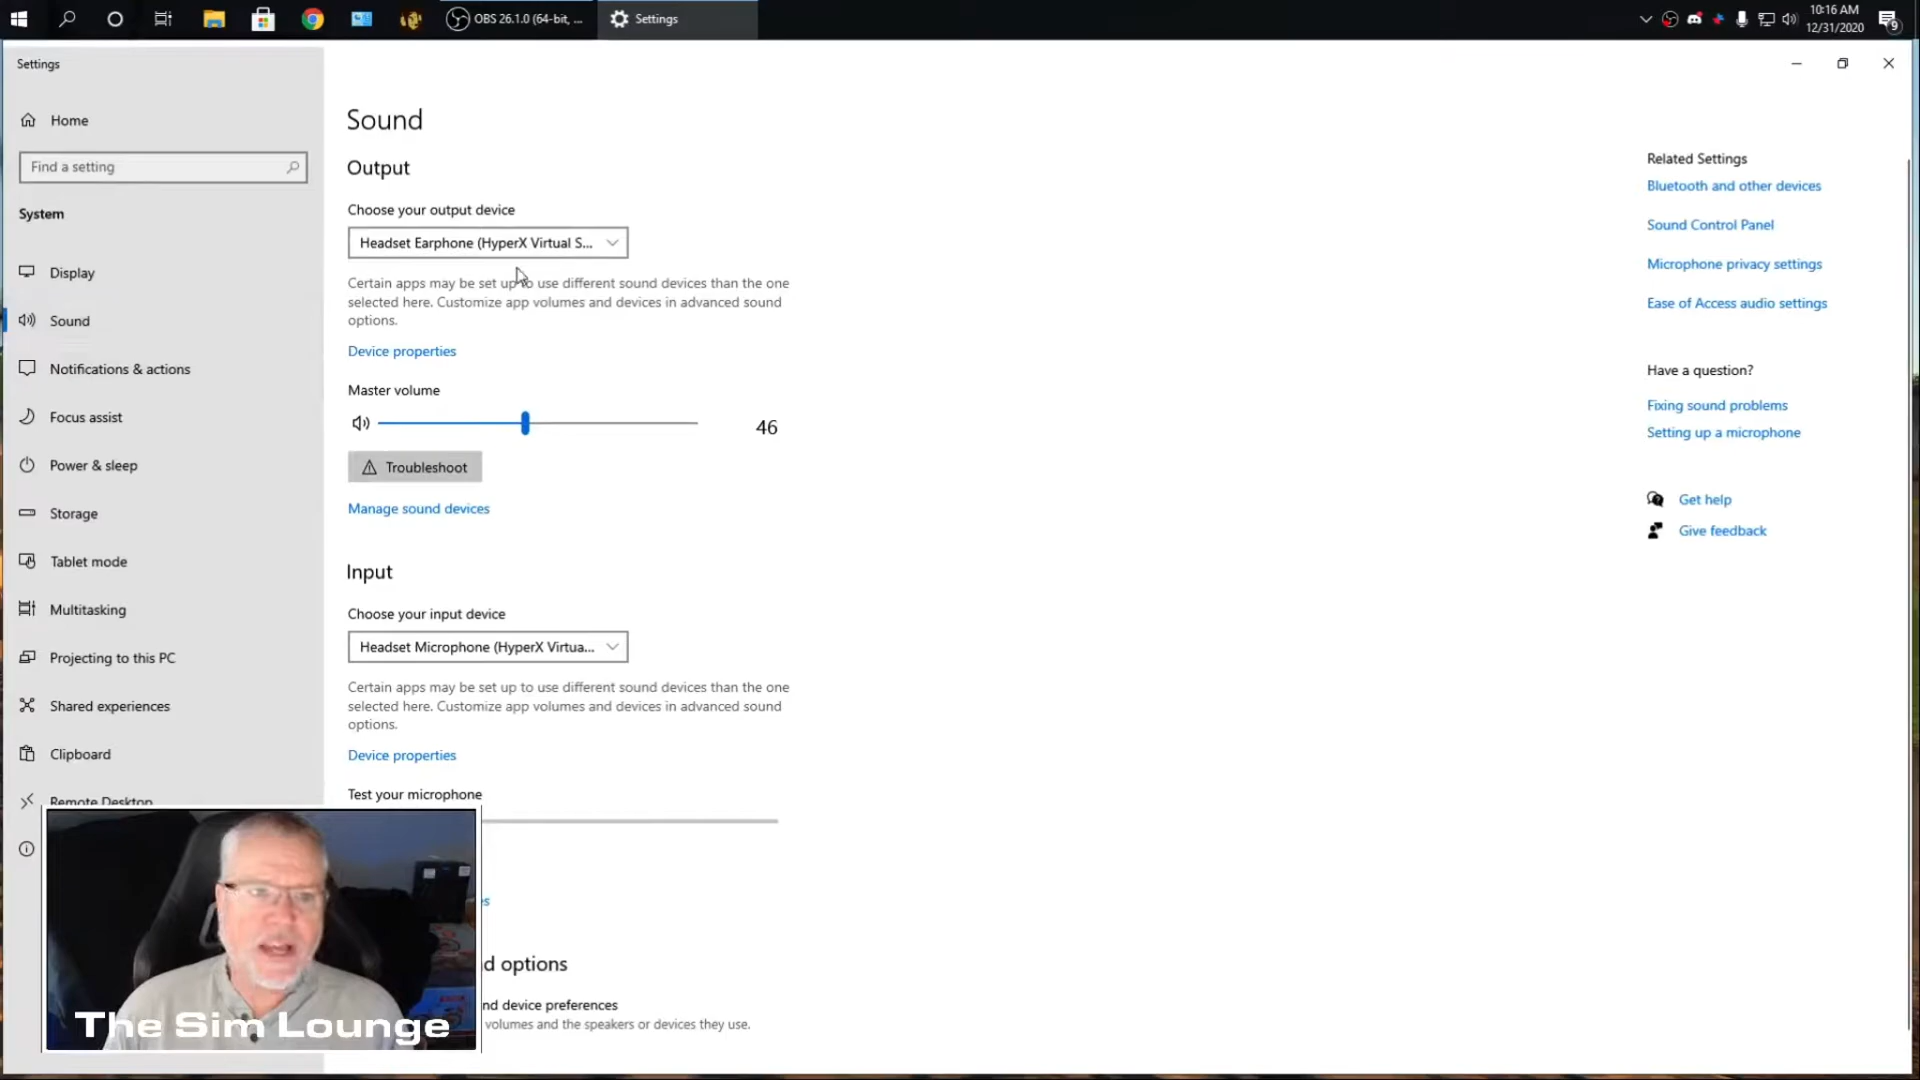 OBS 26.1.0 (64-bit, ...
Settings
10:16 AM
12/31/2020
9
Settings
Home
Find a setting
System
Display
Sound
Notifications & actions
Focus assist
Power & sleep
Storage
Tablet mode
Multitasking
Projecting to this PC
Shared experiences
Clipboard
Remote Desktop
Sound
Output
Choose your output device
Headset Earphone (HyperX Virtual S...
Certain apps may be set up to use different sound devices than the one
selected here. Customize app volumes and devices in advanced sound
options.
Device properties
Master volume
46
Troubleshoot
Manage sound devices
Input
Choose your input device
Headset Microphone (HyperX Virtua...
Certain apps may be set up to use different sound devices than the one
selected here. Customize app volumes and devices in advanced sound
options.
Device properties
Test your microphone
es
d options
nd device preferences
volumes and the speakers or devices they use.
The Sim Lounge
Related Settings
Bluetooth and other devices
Sound Control Panel
Microphone privacy settings
Ease of Access audio settings
Have a question?
Fixing sound problems
Setting up a microphone
Get help
Give feedback